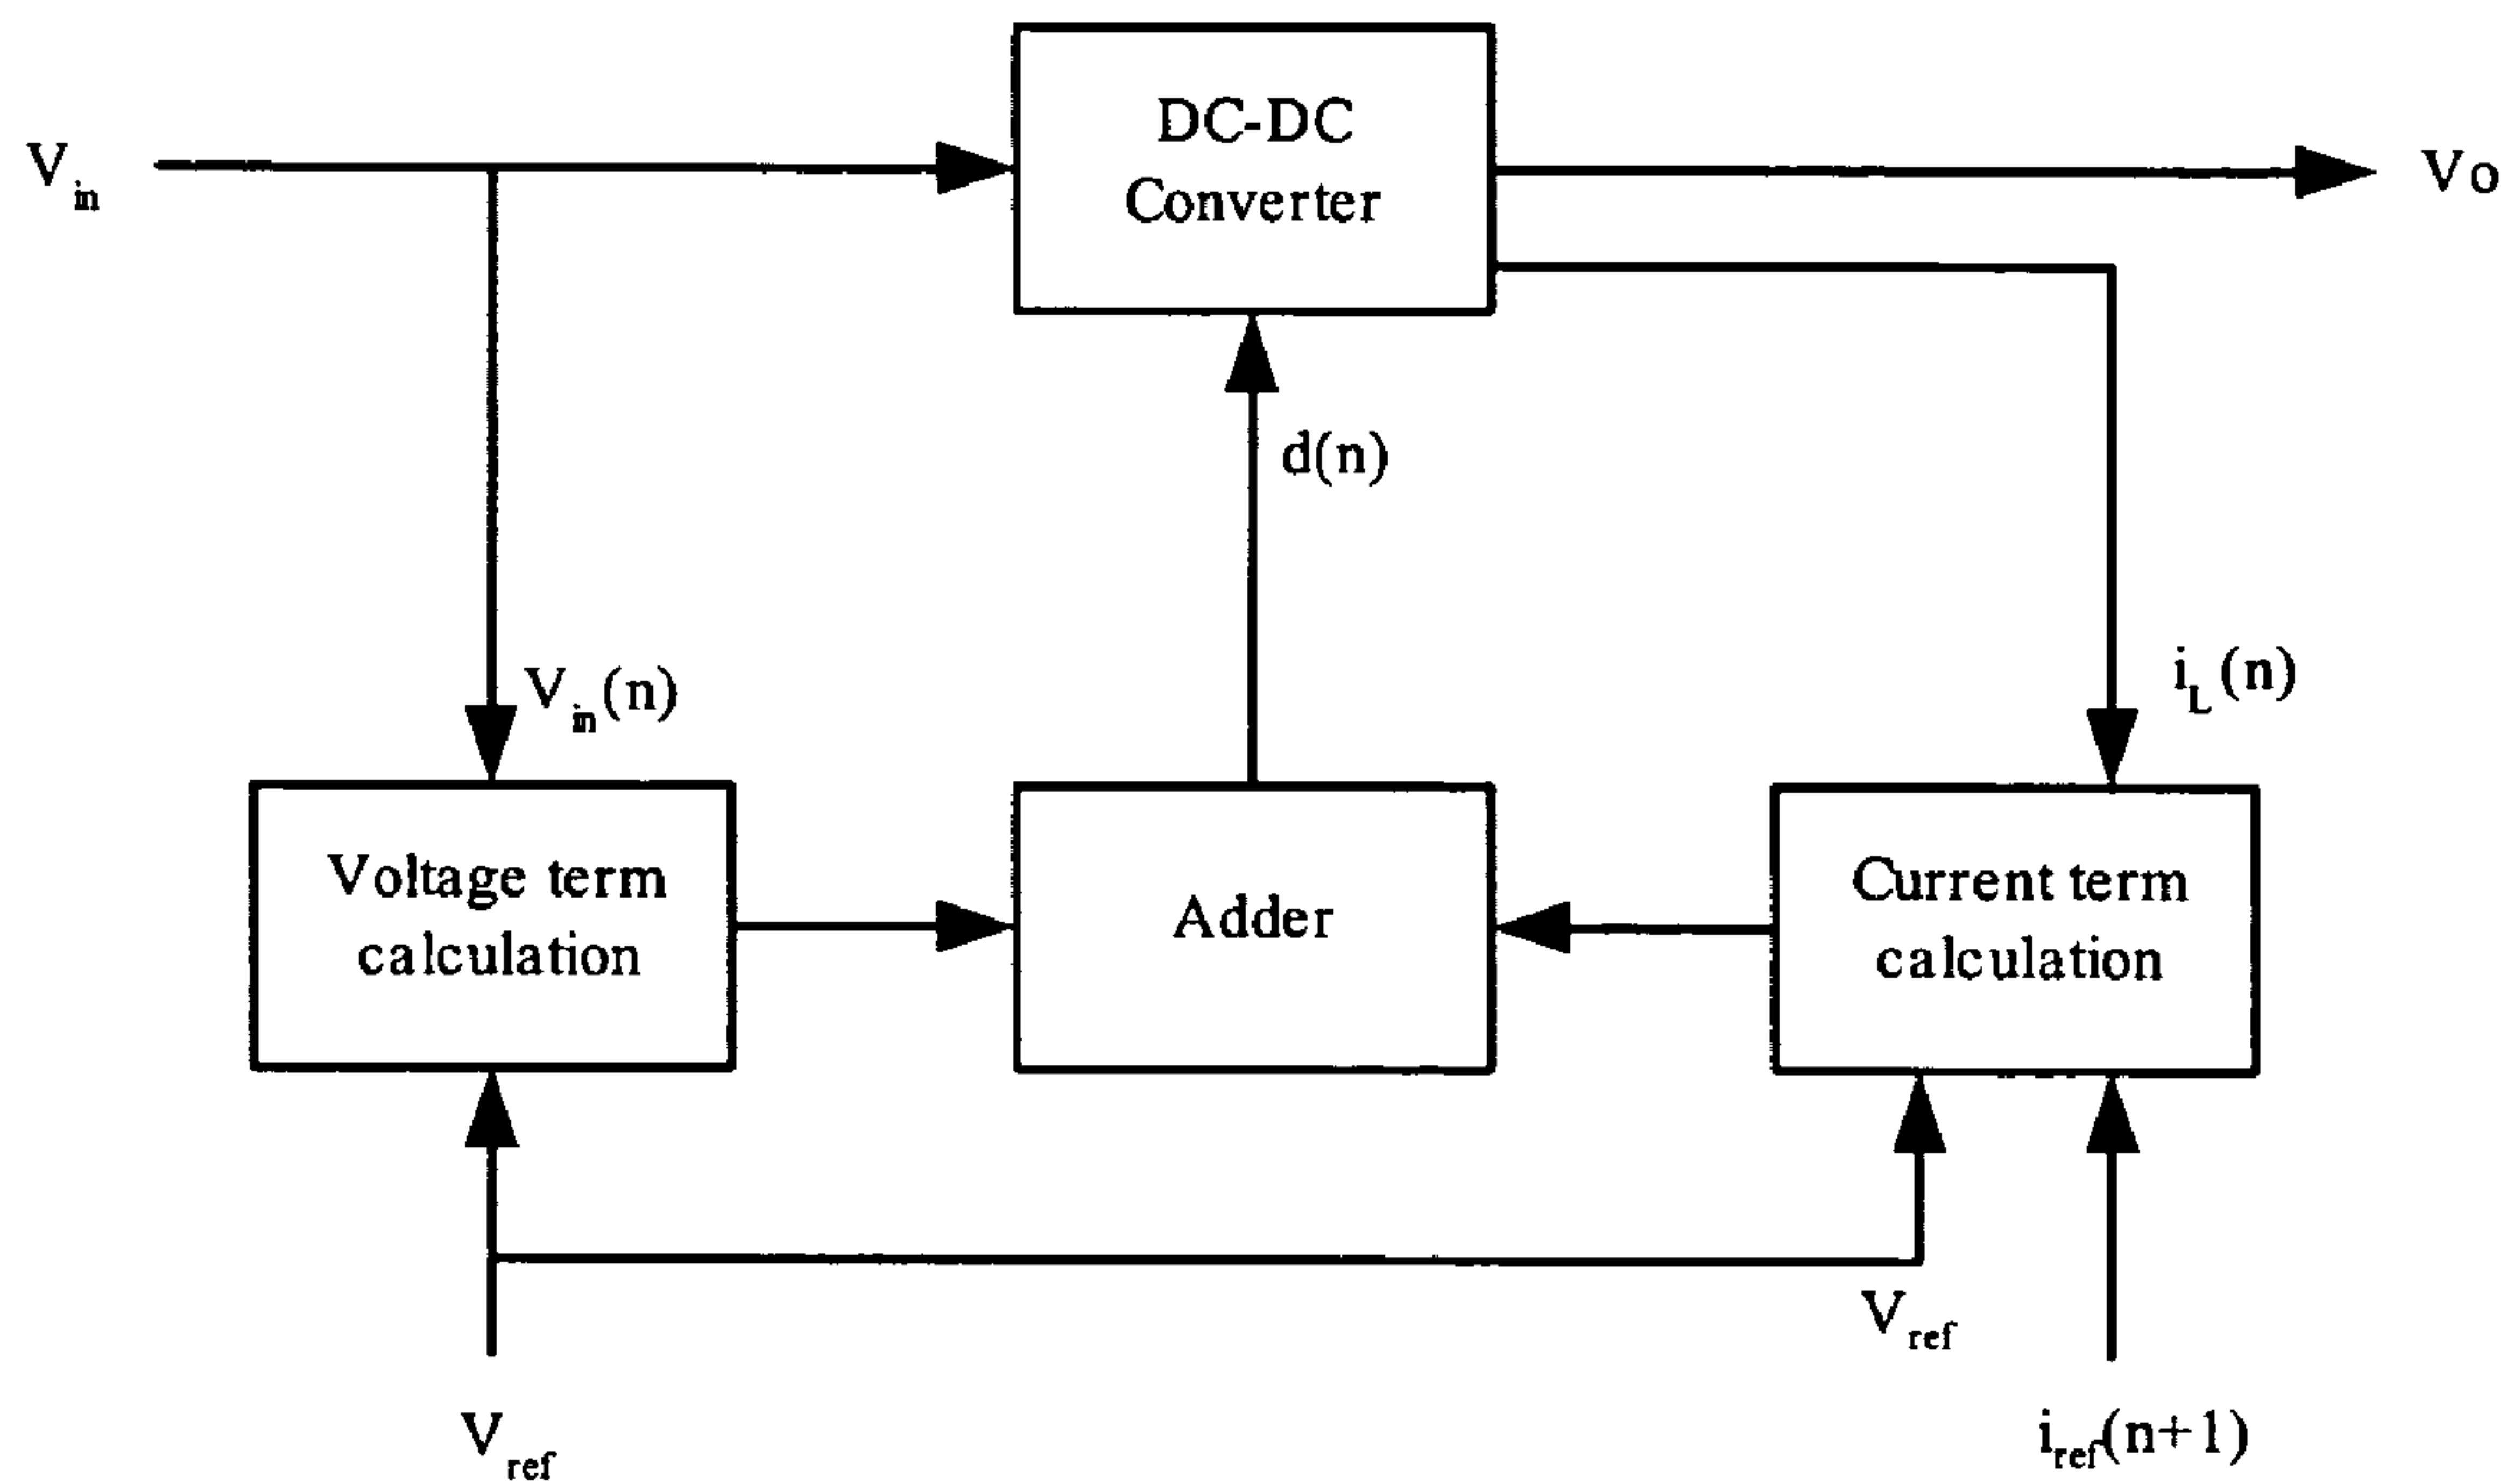 DC-DC
Converter
V_in
Vo
d(n)
V_in(n)
i_L(n)
Voltage term
calculation
Adder
Current term
calculation
V_ref
V_ref
i_ref(n+1)